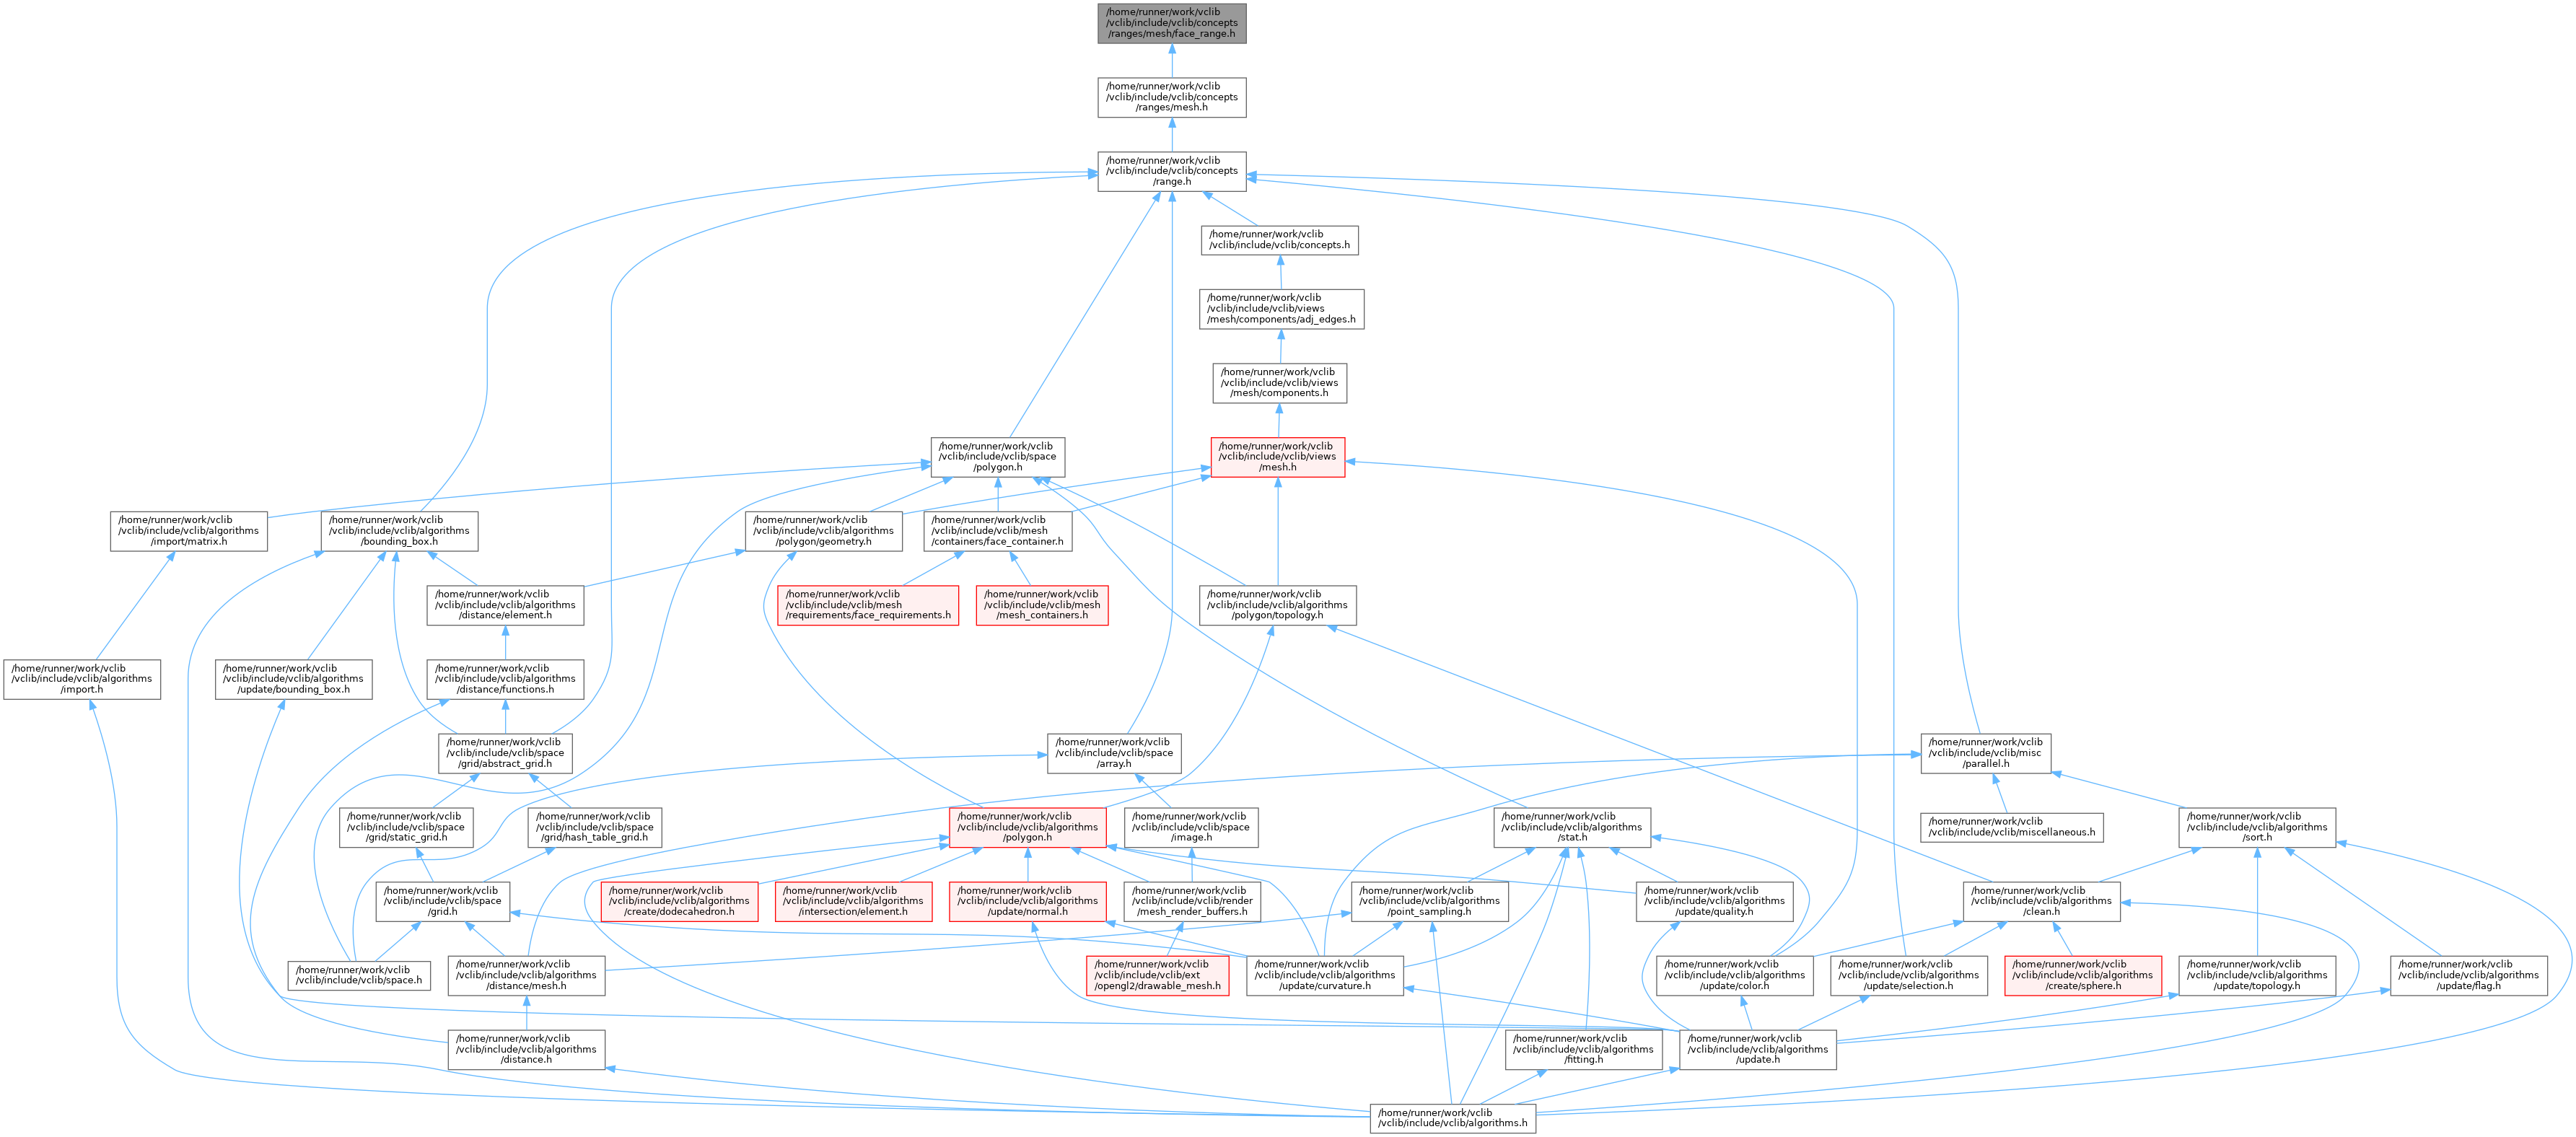 /home/runner/work/vclib
/vclib/include/vclib/concepts
/ranges/mesh/face_range.h
/home/runner/work/vclib
/vclib/include/vclib/concepts
/ranges/mesh.h
/home/runner/work/vclib
/vclib/include/vclib/concepts
/range.h
/home/runner/work/vclib
/vclib/include/vclib/concepts.h
/home/runner/work/vclib
/vclib/include/vclib/views
/mesh/components/adj_edges.h
/home/runner/work/vclib
/vclib/include/vclib/views
/mesh/components.h
/home/runner/work/vclib
/vclib/include/vclib/space
/polygon.h
/home/runner/work/vclib
/vclib/include/vclib/views
/mesh.h
/home/runner/work/vclib
/vclib/include/vclib/algorithms
/import/matrix.h
/home/runner/work/vclib
/vclib/include/vclib/algorithms
/bounding_box.h
/home/runner/work/vclib
/vclib/include/vclib/algorithms
/polygon/geometry.h
/home/runner/work/vclib
/vclib/include/vclib/mesh
/containers/face_container.h
/home/runner/work/vclib
/vclib/include/vclib/algorithms
/distance/element.h
/home/runner/work/vclib
/vclib/include/vclib/mesh
/requirements/face_requirements.h
/home/runner/work/vclib
/vclib/include/vclib/mesh
/mesh_containers.h
/home/runner/work/vclib
/vclib/include/vclib/algorithms
/polygon/topology.h
/home/runner/work/vclib
/vclib/include/vclib/algorithms
/import.h
/home/runner/work/vclib
/vclib/include/vclib/algorithms
/update/bounding_box.h
/home/runner/work/vclib
/vclib/include/vclib/algorithms
/distance/functions.h
/home/runner/work/vclib
/vclib/include/vclib/space
/grid/abstract_grid.h
/home/runner/work/vclib
/vclib/include/vclib/space
/array.h
/home/runner/work/vclib
/vclib/include/vclib/misc
/parallel.h
/home/runner/work/vclib
/vclib/include/vclib/space
/grid/static_grid.h
/home/runner/work/vclib
/vclib/include/vclib/space
/grid/hash_table_grid.h
/home/runner/work/vclib
/vclib/include/vclib/algorithms
/polygon.h
/home/runner/work/vclib
/vclib/include/vclib/space
/image.h
/home/runner/work/vclib
/vclib/include/vclib/algorithms
/stat.h
/home/runner/work/vclib
/vclib/include/vclib/miscellaneous.h
/home/runner/work/vclib
/vclib/include/vclib/algorithms
/sort.h
/home/runner/work/vclib
/vclib/include/vclib/space
/grid.h
/home/runner/work/vclib
/vclib/include/vclib/algorithms
/create/dodecahedron.h
/home/runner/work/vclib
/vclib/include/vclib/algorithms
/intersection/element.h
/home/runner/work/vclib
/vclib/include/vclib/algorithms
/update/normal.h
/home/runner/work/vclib
/vclib/include/vclib/render
/mesh_render_buffers.h
/home/runner/work/vclib
/vclib/include/vclib/algorithms
/point_sampling.h
/home/runner/work/vclib
/vclib/include/vclib/algorithms
/update/quality.h
/home/runner/work/vclib
/vclib/include/vclib/algorithms
/clean.h
/home/runner/work/vclib
/vclib/include/vclib/space.h
/home/runner/work/vclib
/vclib/include/vclib/algorithms
/distance/mesh.h
/home/runner/work/vclib
/vclib/include/vclib/ext
/opengl2/drawable_mesh.h
/home/runner/work/vclib
/vclib/include/vclib/algorithms
/update/curvature.h
/home/runner/work/vclib
/vclib/include/vclib/algorithms
/update/color.h
/home/runner/work/vclib
/vclib/include/vclib/algorithms
/update/selection.h
/home/runner/work/vclib
/vclib/include/vclib/algorithms
/create/sphere.h
/home/runner/work/vclib
/vclib/include/vclib/algorithms
/update/topology.h
/home/runner/work/vclib
/vclib/include/vclib/algorithms
/update/flag.h
/home/runner/work/vclib
/vclib/include/vclib/algorithms
/distance.h
/home/runner/work/vclib
/vclib/include/vclib/algorithms
/fitting.h
/home/runner/work/vclib
/vclib/include/vclib/algorithms
/update.h
/home/runner/work/vclib
/vclib/include/vclib/algorithms.h